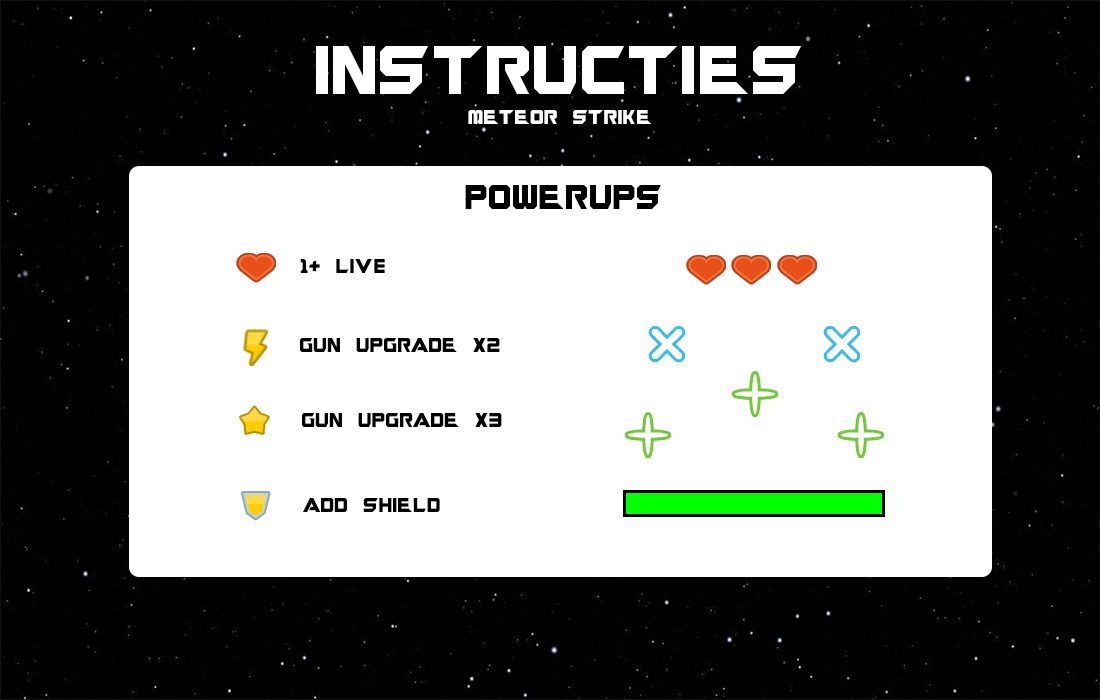 INSTRUCTIES
METEOR STRIKE
POWERUPS
1+ LIVE
GUN UPGRADE X2
GUN UPGRADE X3
ADD SHIELD